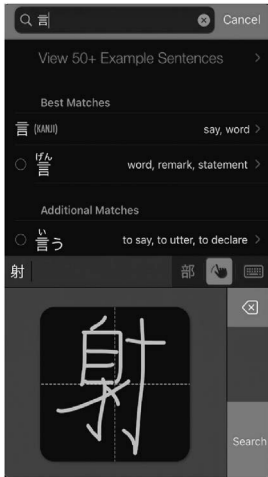 言 Cancel
View 50+ Example Sentences
Best Matches
言 [KANJI] say, word
げん
言 word, remark, statement
Additional Matches
い
言う to say, to utter, to declare
射 部
射
Search